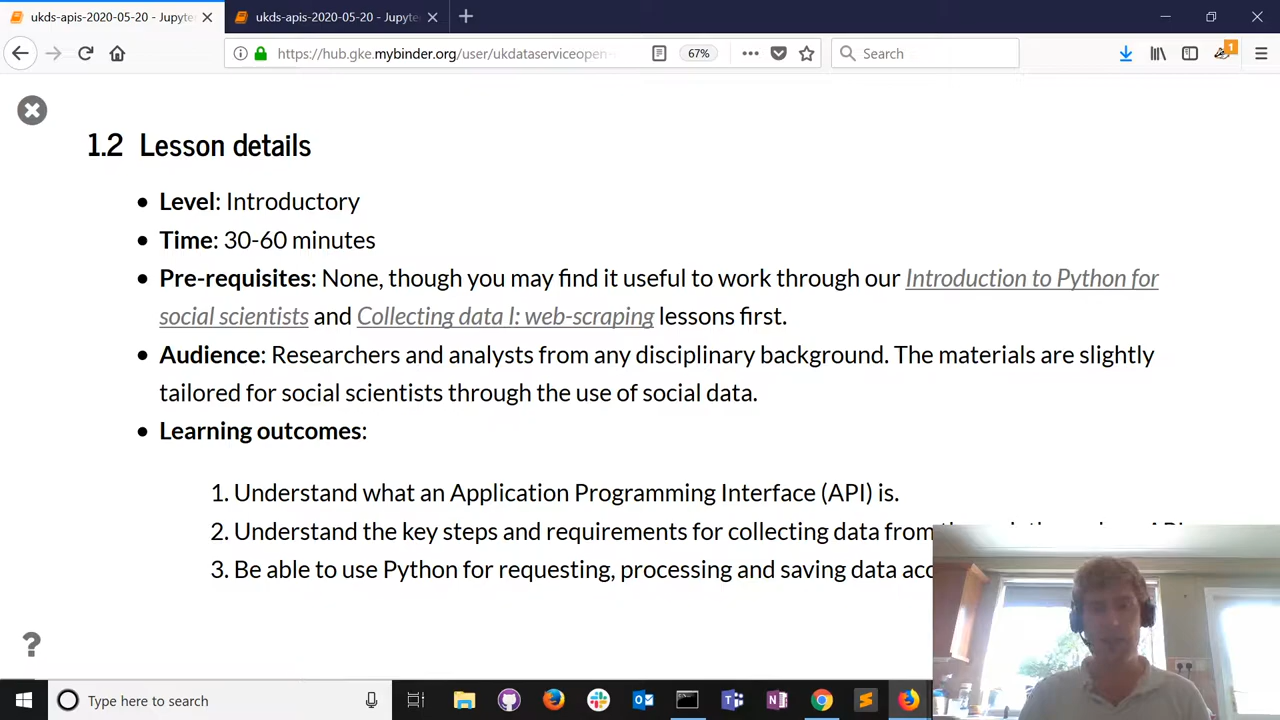 ukds-apis-2020-05-20 - Jupyte
ukds-apis-2020-05-20 - Jupyte
https://hub.gke.mybinder.org/user/ukdataserviceopen-
67%
Search
1
1.2 Lesson details
Level: Introductory
Time: 30-60 minutes
Pre-requisites: None, though you may find it useful to work through our Introduction to Python for
social scientists and Collecting data I: web-scraping lessons first.
Audience: Researchers and analysts from any disciplinary background. The materials are slightly
tailored for social scientists through the use of social data.
Learning outcomes:
1. Understand what an Application Programming Interface (API) is.
2. Understand the key steps and requirements for collecting data from
3. Be able to use Python for requesting, processing and saving data
?
Type here to search